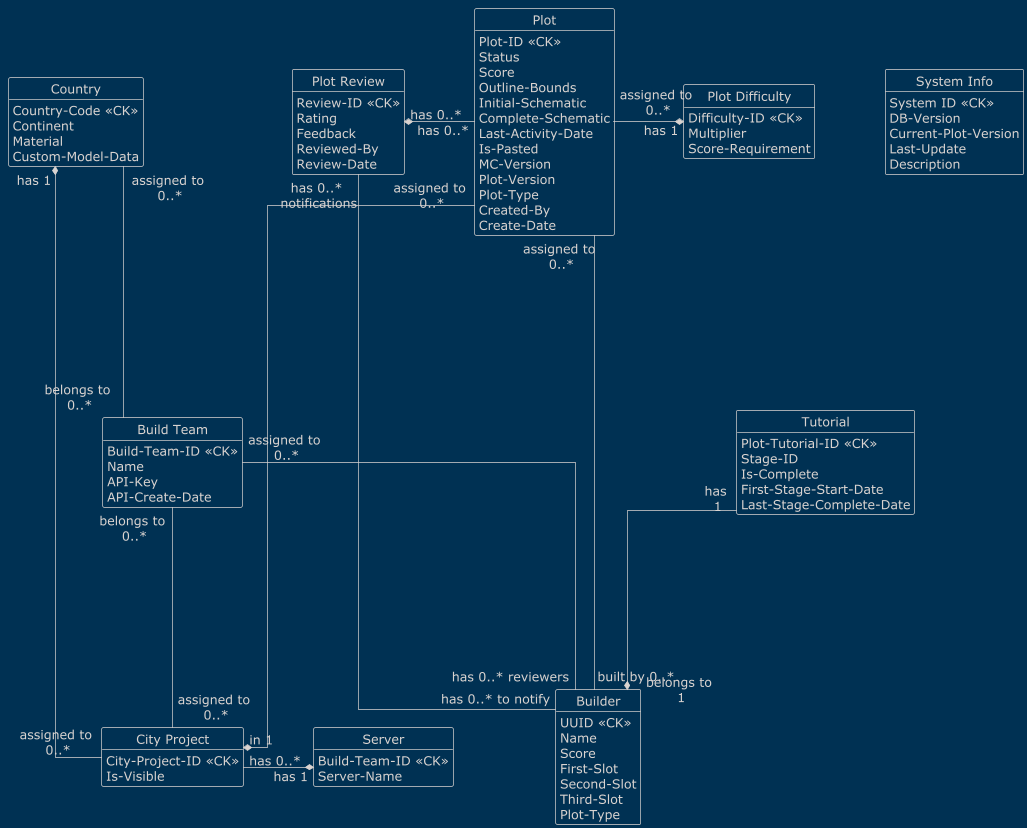 Plot
Plot-ID «CK»
Status
Score
Outline-Bounds
Initial-Schematic
Complete-Schematic
Last-Activity-Date
Is-Pasted
MC-Version
Plot-Version
Plot-Type
Created-By
Create-Date
Country
Country-Code «CK»
Continent
Material
Custom-Model-Data
Plot Review
Review-ID «CK»
Rating
Feedback
Reviewed-By
Review-Date
has 0..*
has 0..*
assigned to
0..*
has 1
Plot Difficulty
Difficulty-ID «CK»
Multiplier
Score-Requirement
System Info
System ID «CK»
DB-Version
Current-Plot-Version
Last-Update
Description
has 1
assigned to
0..*
has 0..*
notifications
assigned to
0..*
assigned to
0..*
belongs to
0..*
Build Team
Build-Team-ID «CK»
Name
API-Key
API-Create-Date
assigned to
0..*
Tutorial
Plot-Tutorial-ID «CK»
Stage-ID
Is-Complete
First-Stage-Start-Date
Last-Stage-Complete-Date
has
1
belongs to
0..*
has 0..* reviewers
built by 0..*
belongs to
1
has 0..* to notify
assigned to
0..*
assigned to
0..*
City Project
City-Project-ID «CK»
Is-Visible
in 1
has 0..*
has 1
Server
Build-Team-ID «CK»
Server-Name
Builder
UUID «CK»
Name
Score
First-Slot
Second-Slot
Third-Slot
Plot-Type